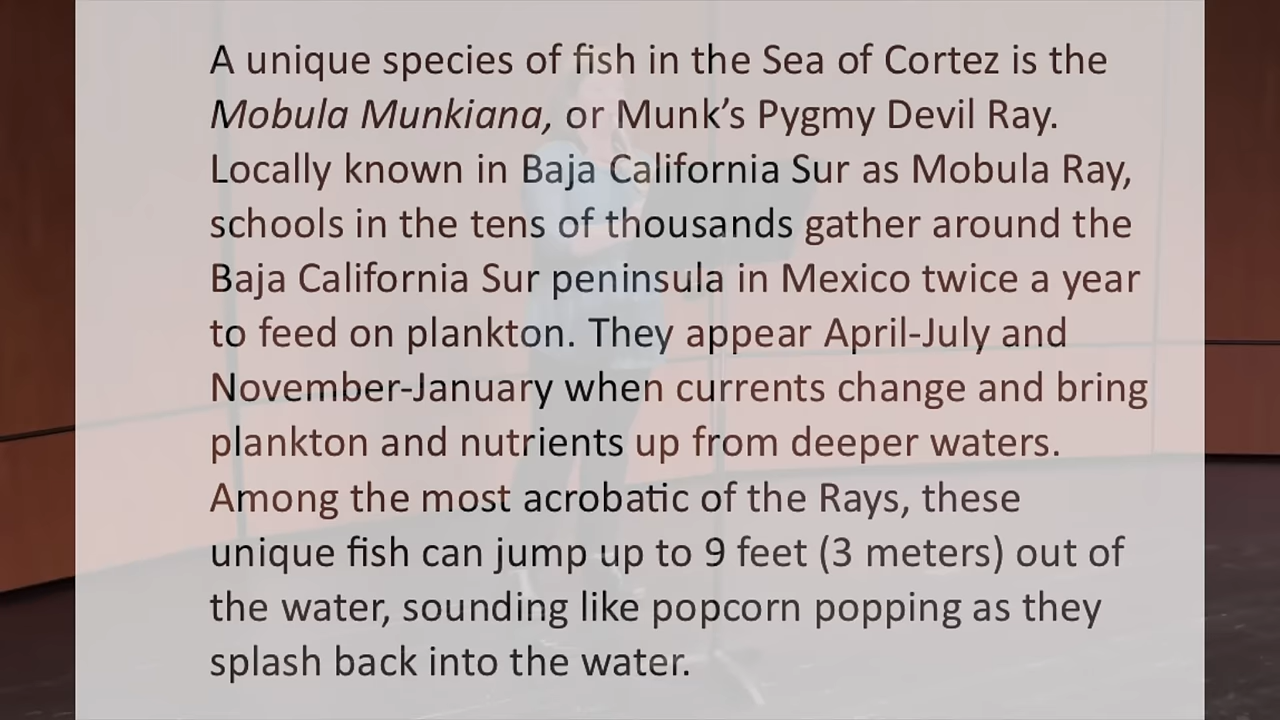 A unique species of fish in the Sea of Cortez is the
Mobula Munkiana, or Munk's Pygmy Devil Ray.
Locally known in Baja California Sur as Mobula Ray,
schools in the tens of thousands gather around the
Baja California Sur peninsula in Mexico twice a year
to feed on plankton. They appear April-July and
November-January when currents change and bring
plankton and nutrients up from deeper waters.
Among the most acrobatic of the Rays, these
unique fish can jump up to 9 feet (3 meters) out of
the water, sounding like popcorn popping as they
splash back into the water.